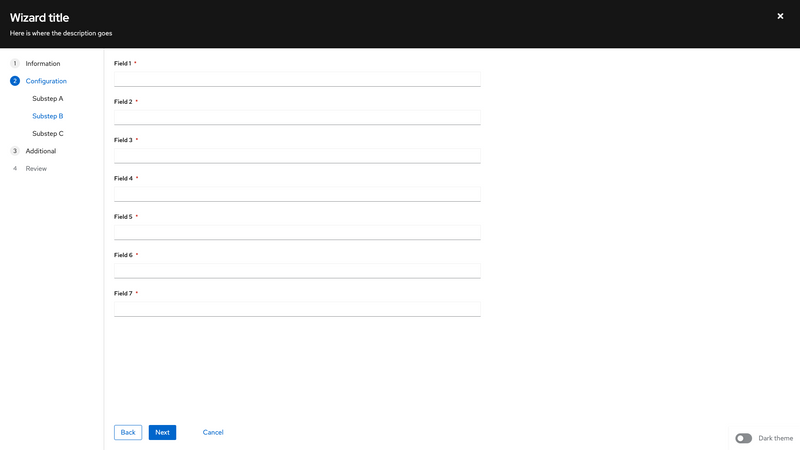 Wizard title
Here is where the description goes
1 Information
2 Configuration
Substep A
Substep B
Substep C
3 Additional
4 Review
Field 1 *
Field 2 *
Field 3 *
Field 4 *
Field 5 *
Field 6 *
Field 7 *
Back Next Cancel
Dark theme